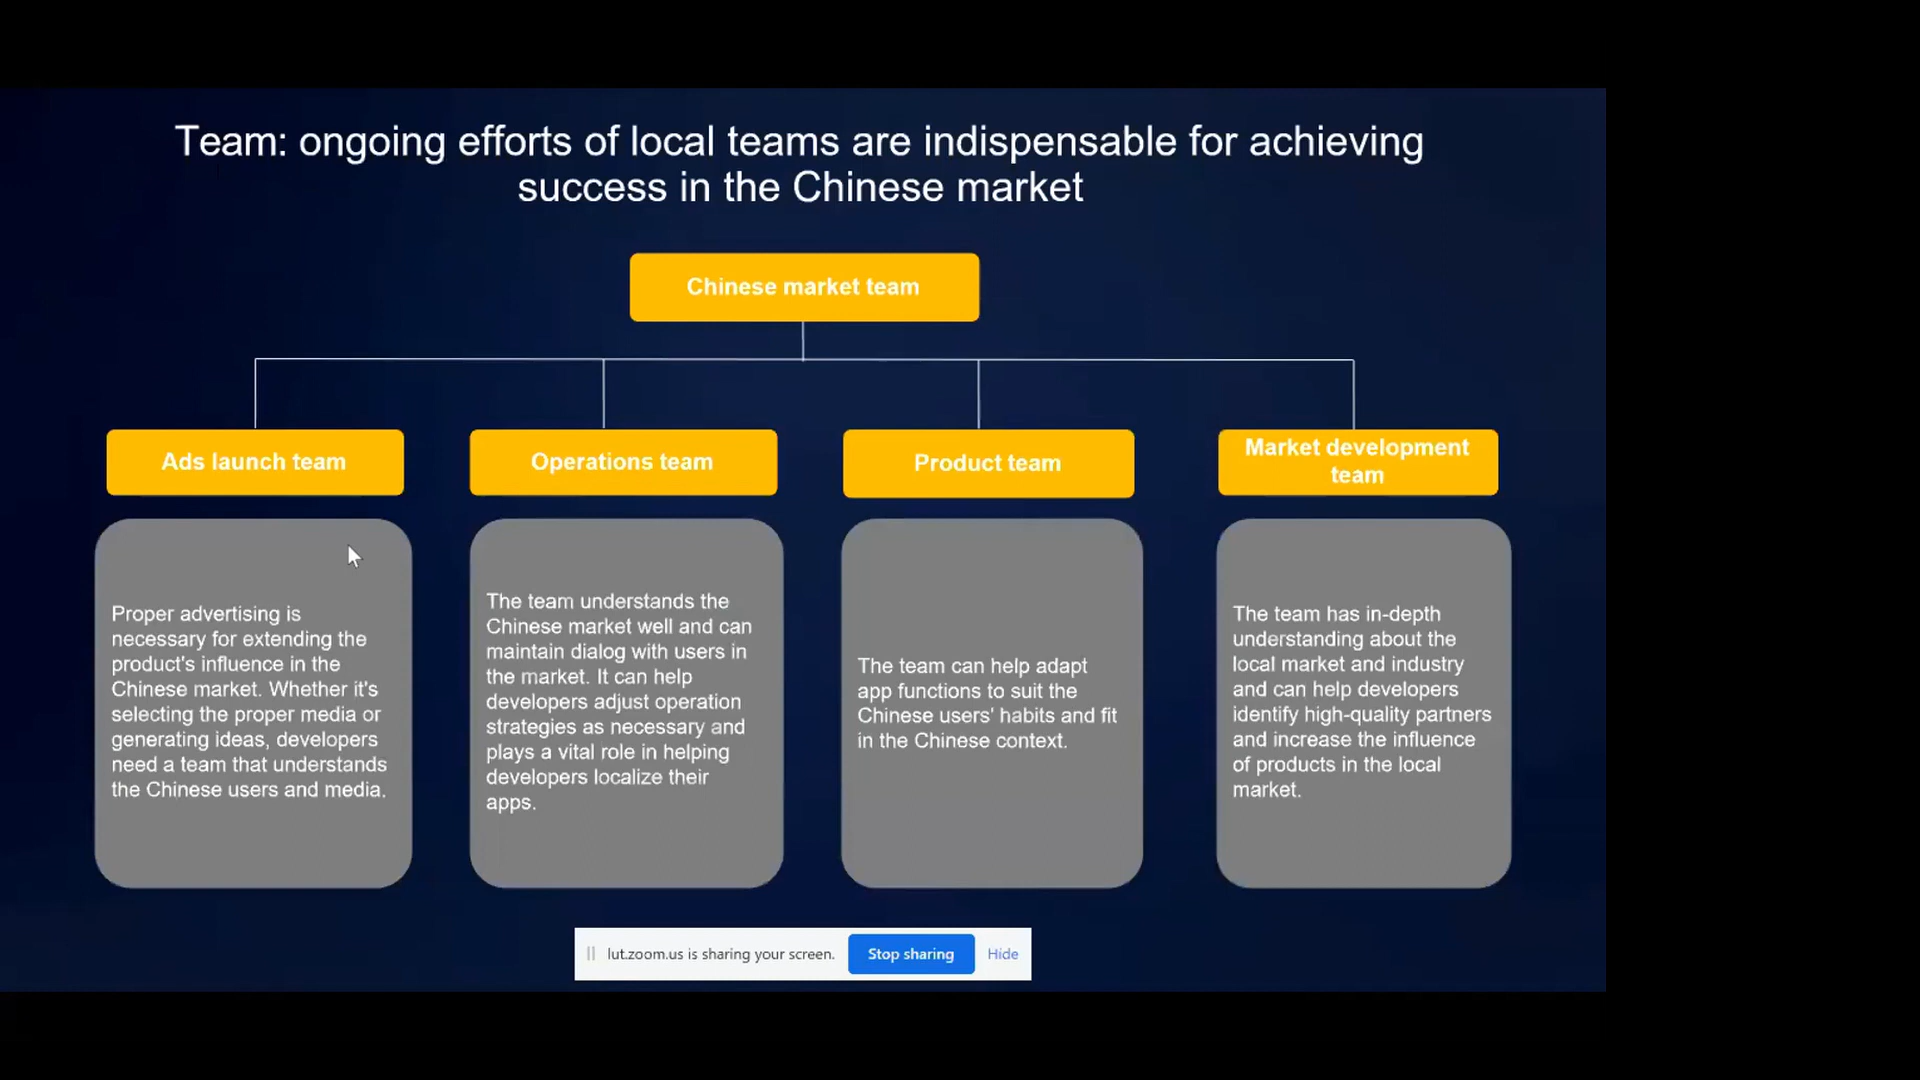 Team: ongoing efforts of local teams are indispensable for achieving
success in the Chinese market
Chinese market team
Ads launch team
Operations team
Product team
Market development
team
Proper advertising is
necessary for extending the
product's influence in the
Chinese market. Whether it's
selecting the proper media or
generating ideas, developers
need a team that understands
the Chinese users and media.
The team understands the
Chinese market well and can
maintain dialog with users in
the market. It can help
developers adjust operation
strategies as necessary and
plays a vital role in helping
developers localize their
apps.
The team can help adapt
app functions to suit the
Chinese users' habits and fit
in the Chinese context.
The team has in-depth
understanding about the
local market and industry
and can help developers
identify high-quality partners
and increase the influence
of products in the local
market.
lut.zoom.us is sharing your screen.
Stop sharing
Hide